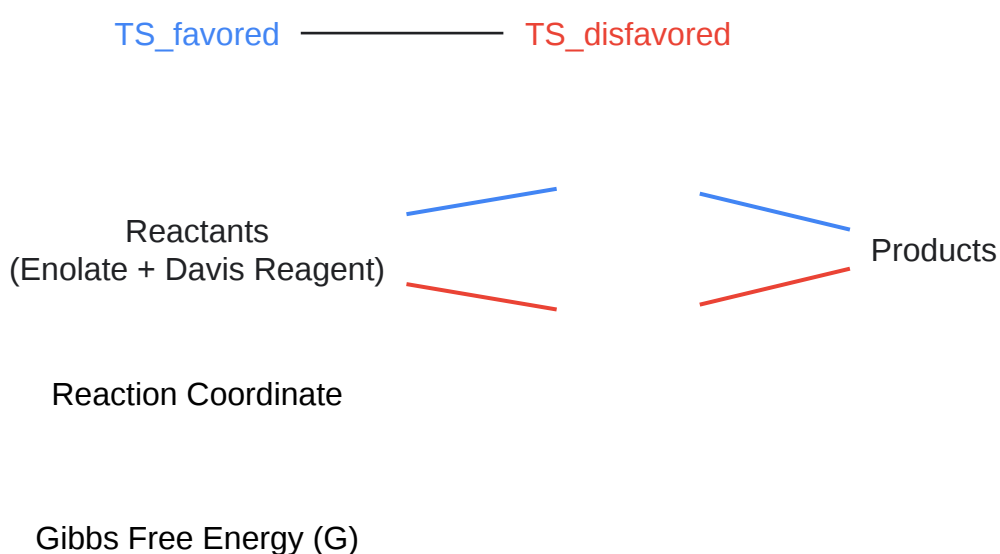 TS_favored
TS_disfavored
Reactants
(Enolate + Davis Reagent)
Products
Reaction Coordinate
Gibbs Free Energy (G)